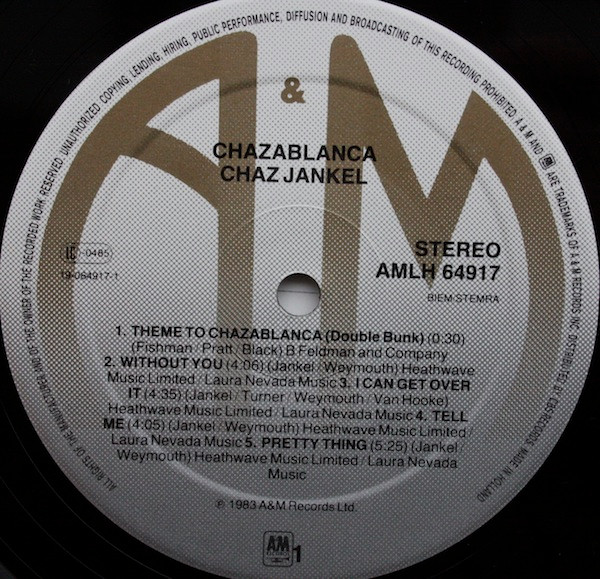 ALL RIGHTS OF THE MANUFACTURER AND OF THE OWNER OF THE RECORDED WORK RESERVED. UNAUTHORIZED COPYING, LENDING, HIRING, PUBLIC PERFORMANCE, DIFFUSION AND BROADCASTING OF THIS RECORDING PROHIBITED. A & M AND A&M ARE TRADEMARKS OF A & M RECORDS INC. DISTRIBUTED BY CBS RECORDS. MADE IN HOLLAND
A & M
CHAZABLANCA
CHAZ JANKEL
LC-0485
19-064917-1
STEREO
AMLH 64917
BIEM STEMRA
1. THEME TO CHAZABLANCA (Double Bunk) (0:30)
(Fishman / Pratt / Black) B Feldman and Company
2. WITHOUT YOU (4.06) (Jankel / Weymouth) Heathwave
Music Limited / Laura Nevada Music 3. I CAN GET OVER
IT (4:35) (Jankel / Turner / Weymouth / Van Hooke)
Heathwave Music Limited / Laura Nevada Music 4. TELL
ME (4:05) (Jankel / Weymouth) Heathwave Music Limited /
Laura Nevada Music 5. PRETTY THING (5:25) (Jankel /
Weymouth) Heathwave Music Limited / Laura Nevada
Music
℗ 1983 A&M Records Ltd.
A&M
RECORDS
1